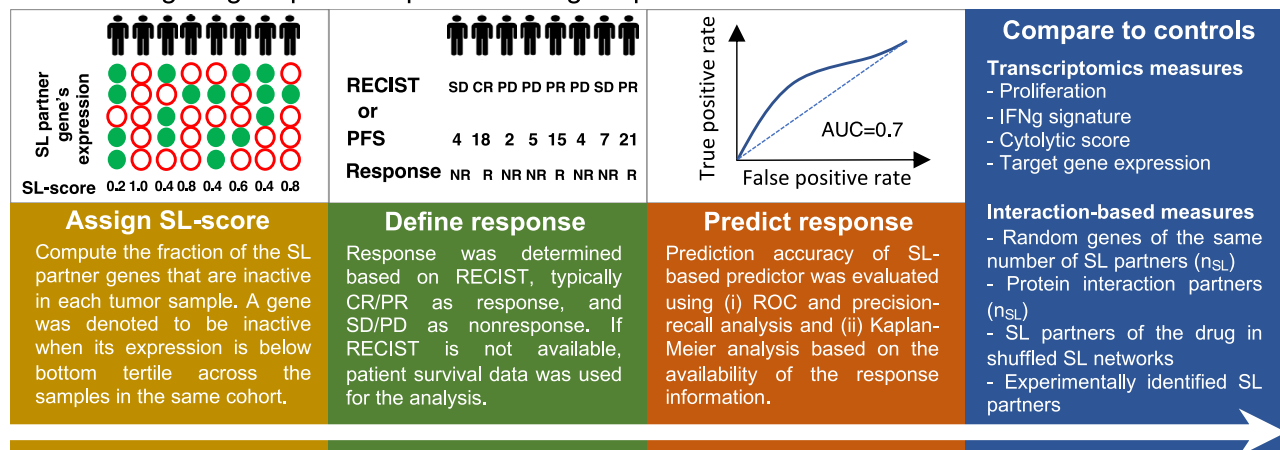 SL partner
gene's
expression
SL-score 0.2 1.0 0.4 0.8 0.4 0.6 0.4 0.8
Assign SL-score
Compute the fraction of the SL
partner genes that are inactive
in each tumor sample. A gene
was denoted to be inactive
when its expression is below
bottom tertile across the
samples in the same cohort.
RECIST SD CR PD PD PR PD SD PR
or
PFS 4 18 2 5 15 4 7 21
Response NR R NR NR R NR NR R
Define response
Response was determined
based on RECIST, typically
CR/PR as response, and
SD/PD as nonresponse. If
RECIST is not available,
patient survival data was used
for the analysis.
True positive rate
AUC=0.7
False positive rate
Predict response
Prediction accuracy of SL-
based predictor was evaluated
using (i) ROC and precision-
recall analysis and (ii) Kaplan-
Meier analysis based on the
availability of the response
information.
Compare to controls
Transcriptomics measures
- Proliferation
- IFNg signature
- Cytolytic score
- Target gene expression
Interaction-based measures
- Random genes of the same
number of SL partners (nSL)
- Protein interaction partners
(nSL)
- SL partners of the drug in
shuffled SL networks
- Experimentally identified SL
partners